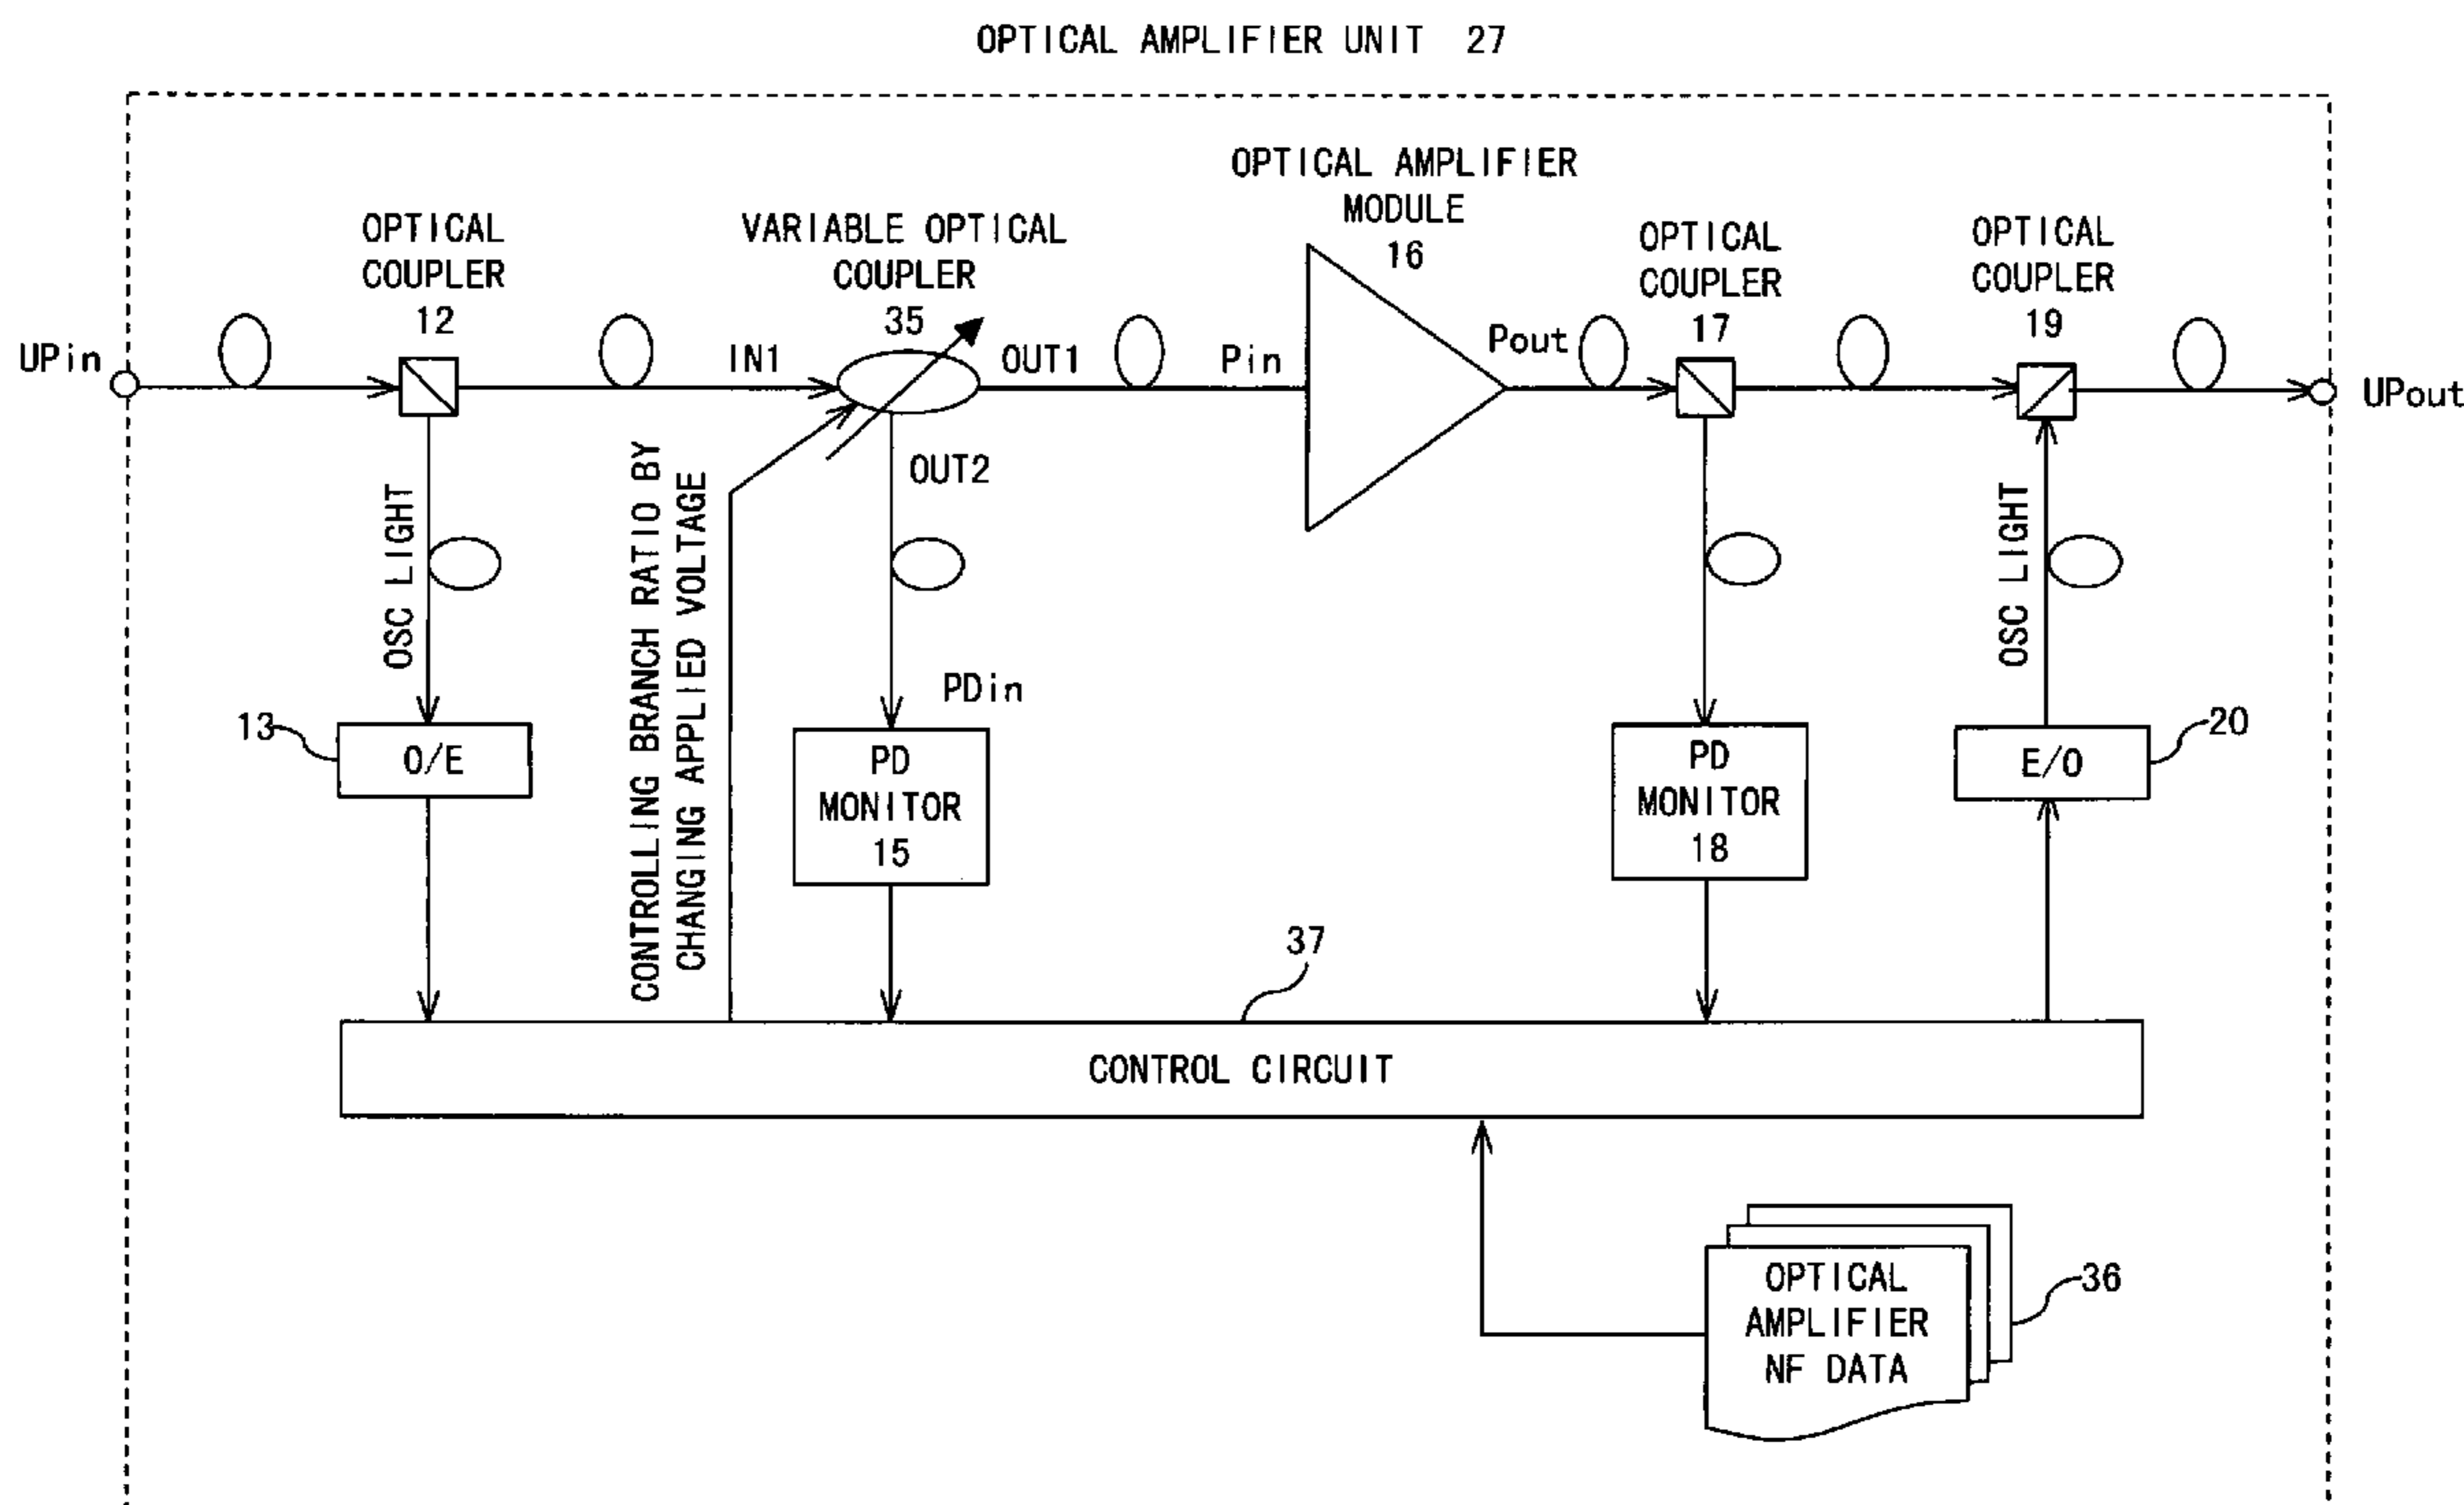 OPTICAL AMPLIFIER UNIT 27
OPTICAL AMPLIFIER
MODULE
16
OPTICAL
COUPLER
12
VARIABLE OPTICAL
COUPLER
35
OPTICAL
COUPLER
17
OPTICAL
COUPLER
19
UPin
IN1
OUT1
Pin
Pout
UPout
OUT2
OSC LIGHT
CONTROLLING BRANCH RATIO BY
CHANGING APPLIED VOLTAGE
OSC LIGHT
PDin
13
O/E
PD
MONITOR
15
PD
MONITOR
18
E/O
20
37
CONTROL CIRCUIT
OPTICAL
AMPLIFIER
NF DATA
36